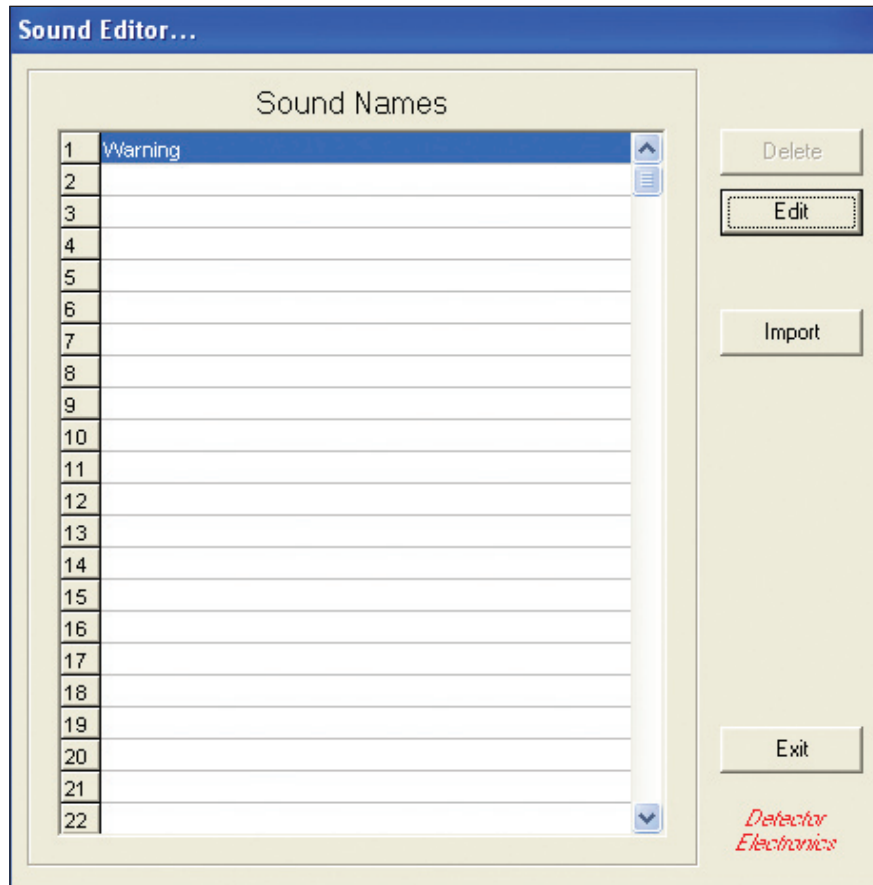 Sound Editor...
Sound Names
1 Warning
2
3
4
5
6
7
8
9
10
11
12
13
14
15
16
17
18
19
20
21
22
Delete
Edit
Import
Exit
Detector
Electronics